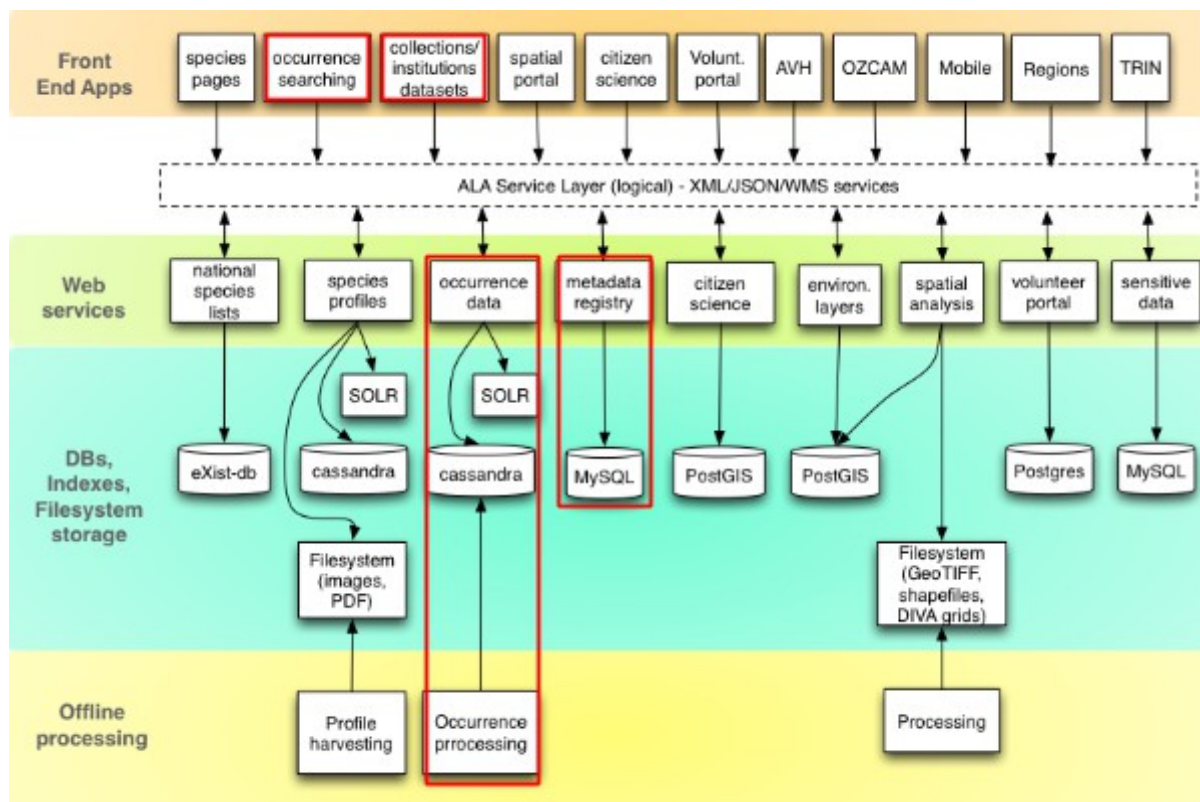 Front
End Apps
species
pages
occurrence
searching
collections/
institutions
datasets
spatial
portal
citizen
science
Volunt.
portal
AVH
OZCAM
Mobile
Regions
TRIN
ALA Service Layer (logical) - XML/JSON/WMS services
Web
services
national
species
lists
species
profiles
occurrence
data
metadata
registry
citizen
science
environ.
layers
spatial
analysis
volunteer
portal
sensitive
data
DBs,
Indexes,
Filesystem
storage
SOLR
SOLR
eXist-db
cassandra
cassandra
MySQL
PostGIS
PostGIS
Postgres
MySQL
Filesystem
(images,
PDF)
Filesystem
(GeoTIFF,
shapefiles,
DIVA grids)
Offline
processing
Profile
harvesting
Occurrence
prrocessing
Processing